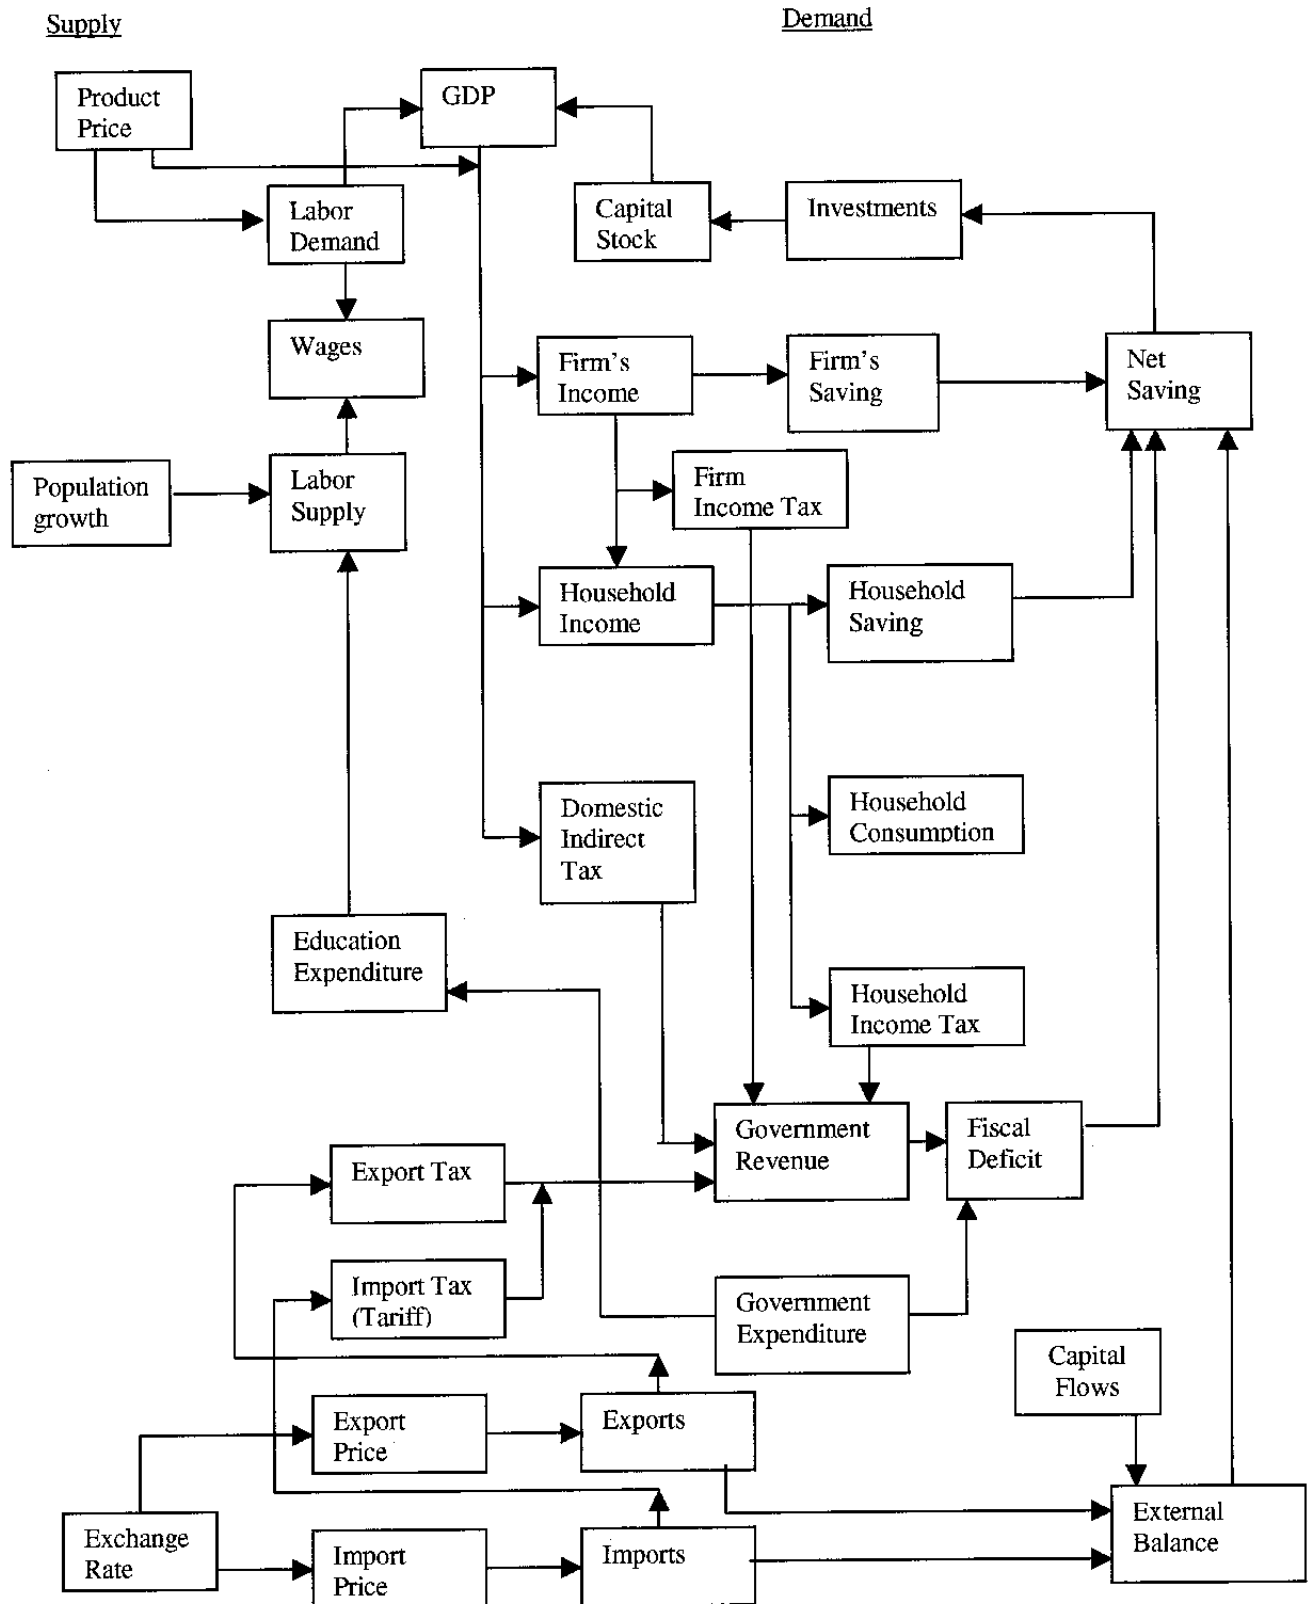 Supply
Demand
Product
Price
GDP
Labor
Demand
Capital
Stock
Investments
Wages
Firm's
Income
Firm's
Saving
Net
Saving
Population
growth
Labor
Supply
Firm
Income Tax
Household
Income
Household
Saving
Domestic
Indirect
Tax
Household
Consumption
Education
Expenditure
Household
Income Tax
Government
Revenue
Fiscal
Deficit
Export Tax
Import Tax
(Tariff)
Government
Expenditure
Capital
Flows
Export
Price
Exports
Exchange
Rate
Import
Price
Imports
External
Balance